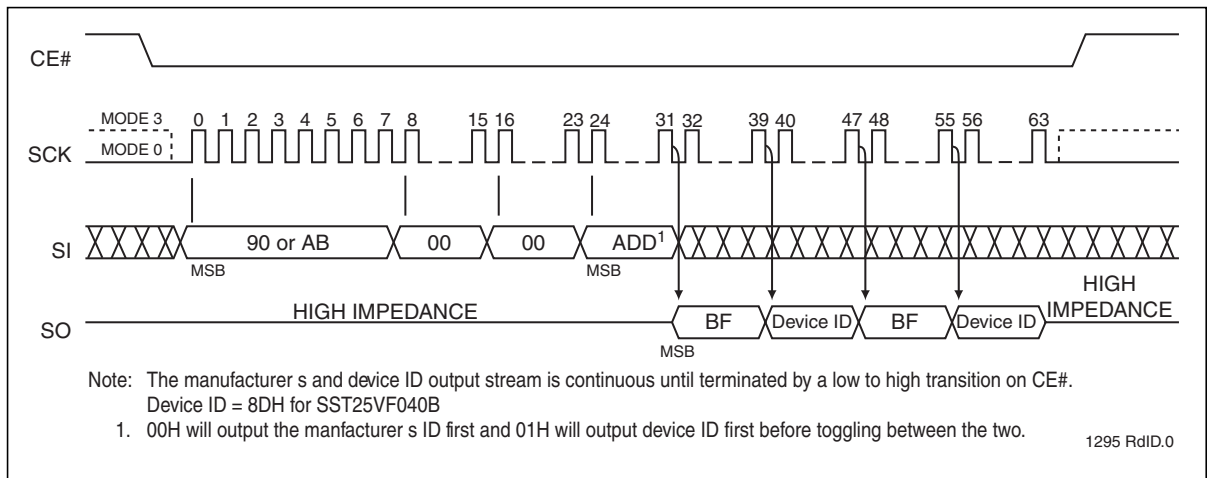 CE#
MODE 3 0 1 2 3 4 5 6 7 8 15 16 23 24 31 32 39 40 47 48 55 56 63
SCK MODE 0
SI 90 or AB 00 00 ADD1
MSB MSB
HIGH IMPEDANCE HIGH IMPEDANCE
SO BF Device ID BF Device ID
MSB
Note: The manufacturer s and device ID output stream is continuous until terminated by a low to high transition on CE#.
Device ID = 8DH for SST25VF040B
1. 00H will output the manfacturer s ID first and 01H will output device ID first before toggling between the two.
1295 RdID.0